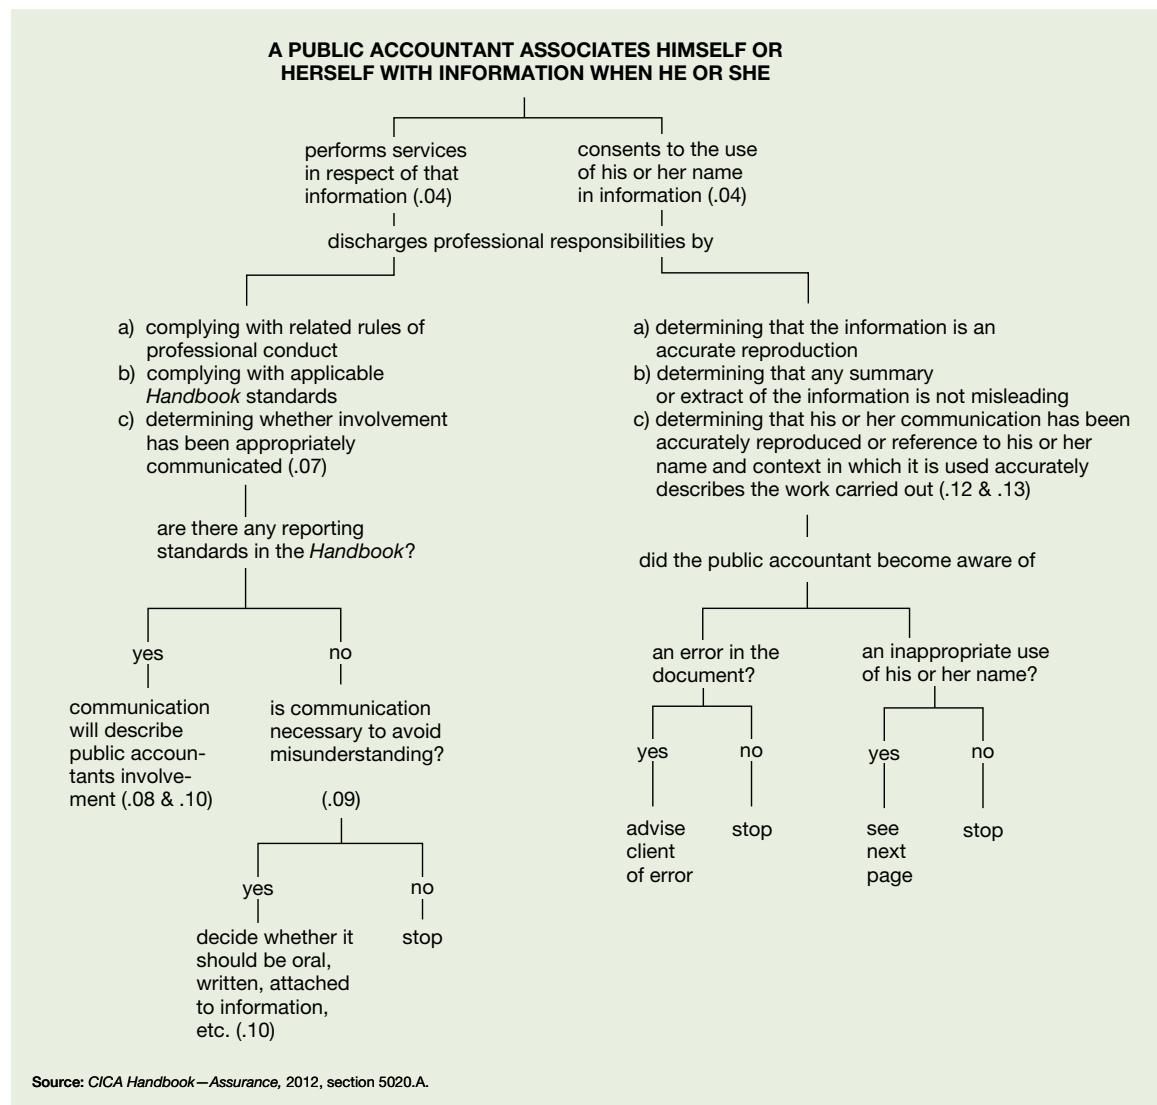 A PUBLIC ACCOUNTANT ASSOCIATES HIMSELF OR
HERSELF WITH INFORMATION WHEN HE OR SHE
performs services
in respect of that
information (.04)
consents to the use
of his or her name
in information (.04)
discharges professional responsibilities by
a) complying with related rules of
professional conduct
b) complying with applicable
Handbook standards
c) determining whether involvement
has been appropriately
communicated (.07)
are there any reporting
standards in the Handbook?
yes
communication
will describe
public accoun-
tants involve-
ment (.08 & .10)
no
is communication
necessary to avoid
misunderstanding?
(.09)
yes
decide whether it
should be oral,
written, attached
to information,
etc. (.10)
no
stop
a) determining that the information is an
accurate reproduction
b) determining that any summary
or extract of the information is not misleading
c) determining that his or her communication has been
accurately reproduced or reference to his or her
name and context in which it is used accurately
describes the work carried out (.12 & .13)
did the public accountant become aware of
an error in the
document?
yes
advise
client
of error
no
stop
an inappropriate use
of his or her name?
yes
see
next
page
no
stop
Source: CICA Handbook—Assurance, 2012, section 5020.A.